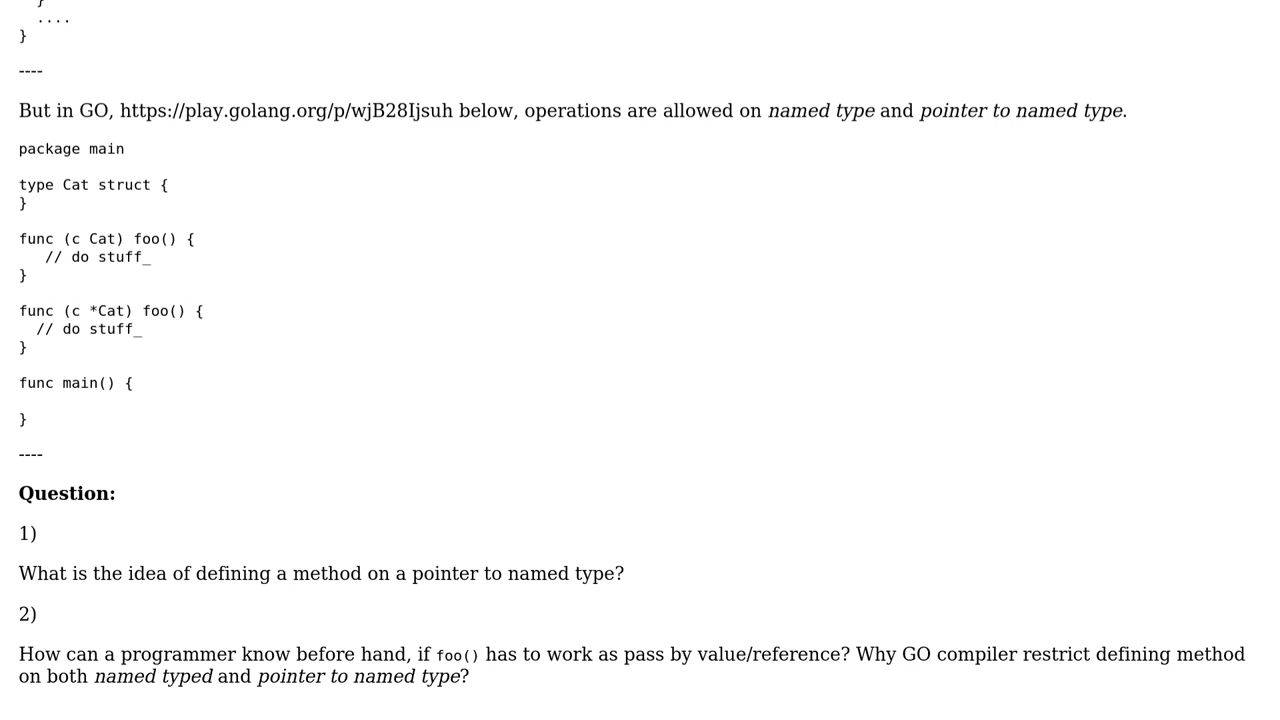 }
....
}
----
But in GO, https://play.golang.org/p/wjB28Ijsuh below, operations are allowed on named type and pointer to named type.
package main
type Cat struct {
}
func (c Cat) foo() {
   // do stuff_
}
func (c *Cat) foo() {
  // do stuff_
}
func main() {
}
----
Question:
1)
What is the idea of defining a method on a pointer to named type?
2)
How can a programmer know before hand, if foo() has to work as pass by value/reference? Why GO compiler restrict defining method
on both named typed and pointer to named type?